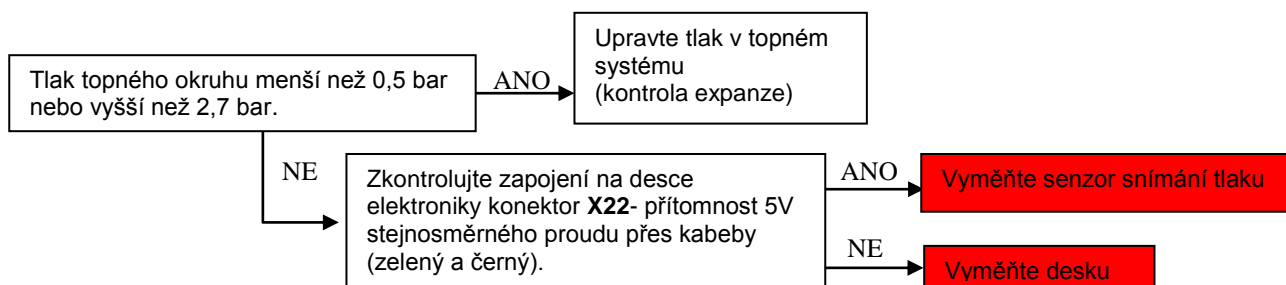 Upravte tlak v topném
systému
(kontrola expanze)
Tlak topného okruhu menší než 0,5 bar
nebo vyšší než 2,7 bar.
ANO
NE
Zkontrolujte zapojení na desce
elektroniky konektor X22- přítomnost 5V
stejnosměrného proudu přes kabeby
(zelený a černý).
ANO
Vyměňte senzor snímání tlaku
NE
Vyměňte desku